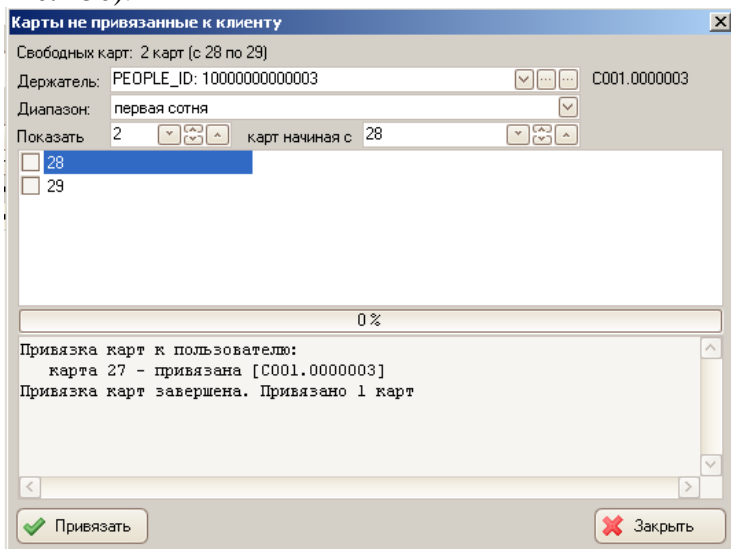 Карты не привязанные к клиенту
Свободных карт: 2 карт (с 28 по 29)
Держатель: PEOPLE_ID: 10000000000003 C001.0000003
Диапазон: первая сотня
Показать 2 карт начиная с 28
28
29
0 %
Привязка карт к пользователю:
карта 27 - привязана [C001.0000003]
Привязка карт завершена. Привязано 1 карт
Привязать Закрыть